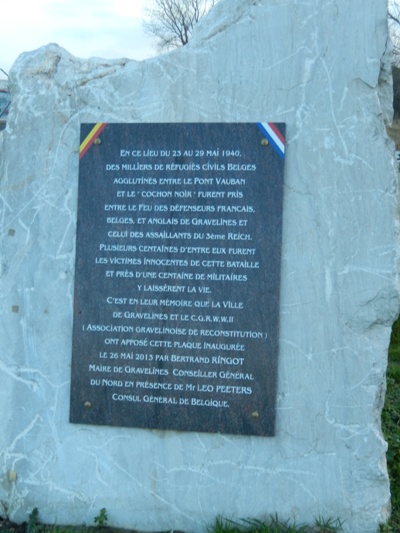 En ce lieu du 23 au 29 mai 1940,
des milliers de réfugiés civils Belges
agglutinés entre le Pont Vauban
et le " cochon noir " furent pris
entre le Feu des défenseurs français,
belges, et anglais de Gravelines et
celui des assaillants du 3ème Reich.
Plusieurs centaines d'entre eux furent
les victimes innocentes de cette bataille
et près d'une centaine de militaires
y laissèrent la vie.
C'est en leur mémoire que la Ville
de Gravelines et le C.G.R.W.W.II
( Association gravelinoise de reconstitution )
ont apposé cette plaque inaugurée
le 26 mai 2013 par Bertrand RINGOT
Maire de Gravelines Conseiller Général
du Nord en présence de Mr LEO PEETERS
Consul Général de Belgique.